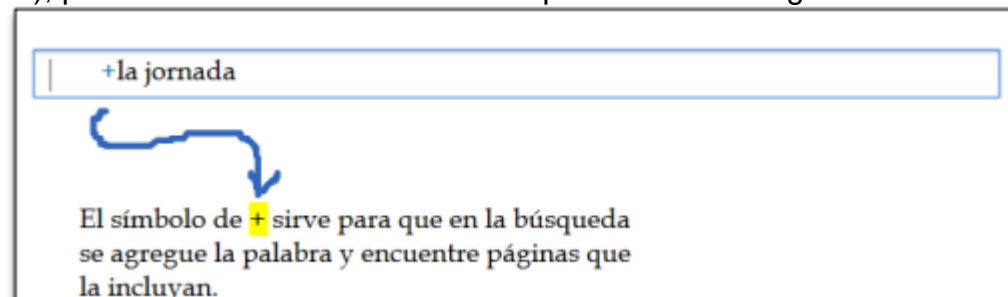 +la jornada
El símbolo de + sirve para que en la búsqueda
se agregue la palabra y encuentre páginas que
la incluyan.